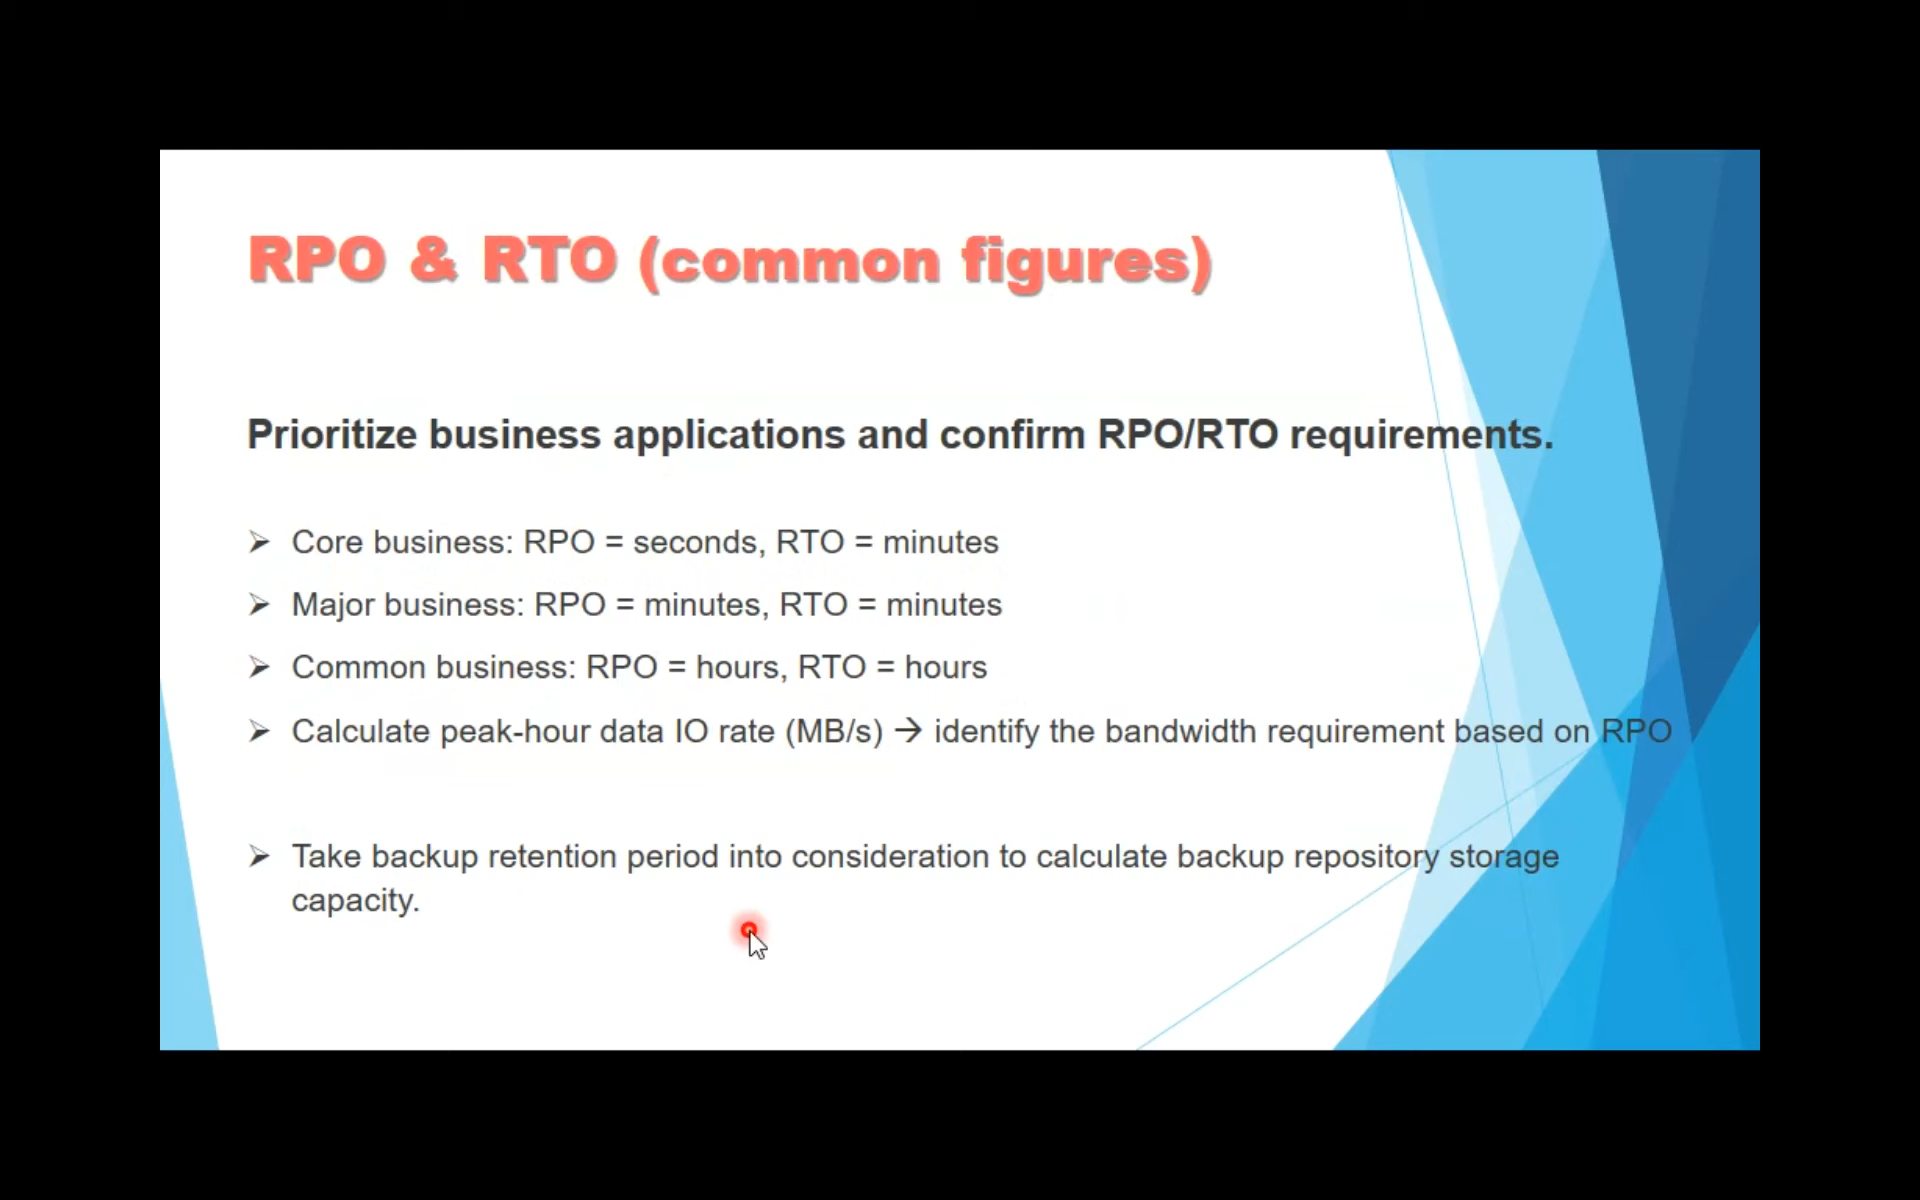 RPO & RTO (common figures)
Prioritize business applications and confirm RPO/RTO requirements.
➢ Core business: RPO = seconds, RTO = minutes
➢ Major business: RPO = minutes, RTO = minutes
➢ Common business: RPO = hours, RTO = hours
➢ Calculate peak-hour data IO rate (MB/s) → identify the bandwidth requirement based on RPO
➢ Take backup retention period into consideration to calculate backup repository storage
capacity.